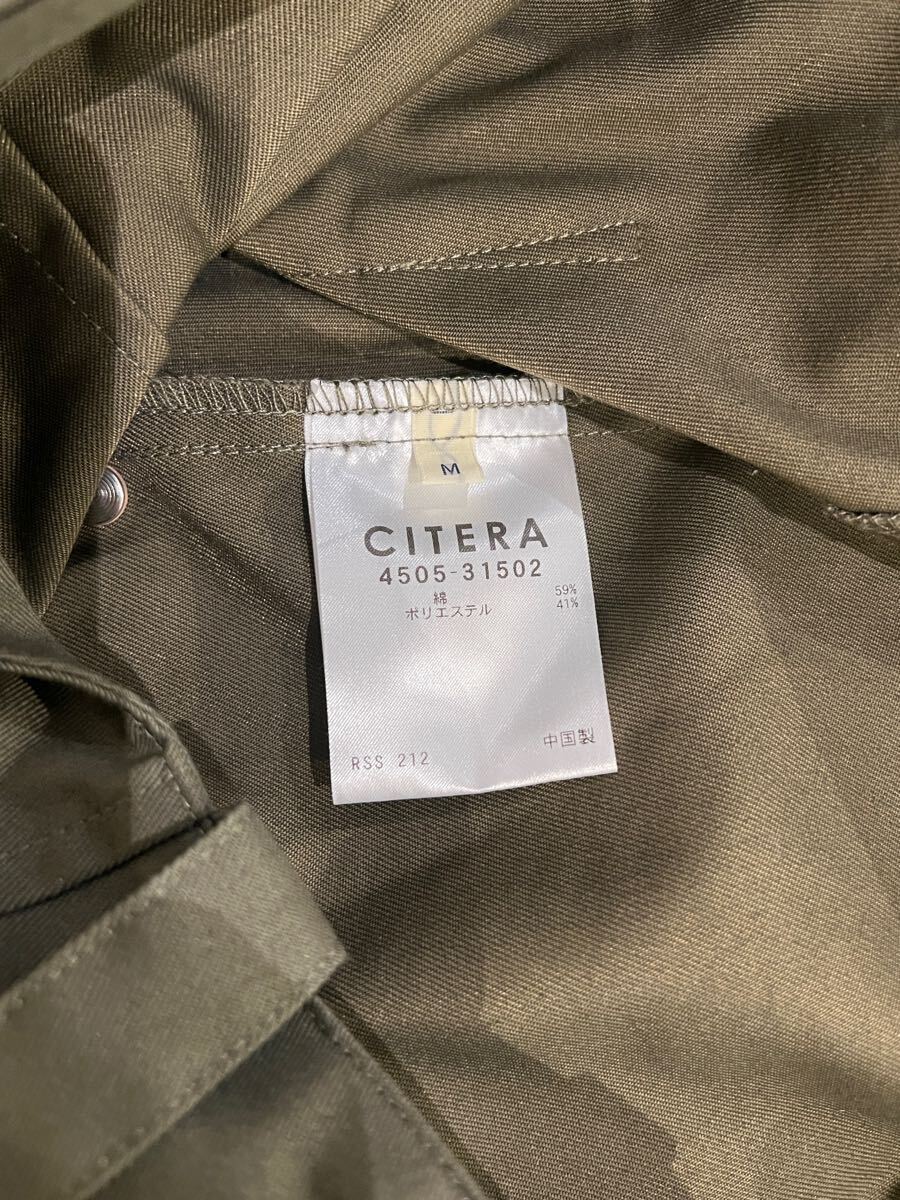 M
CITERA
4505-31502
綿 59%
ポリエステル 41%
RSS 212 中国製